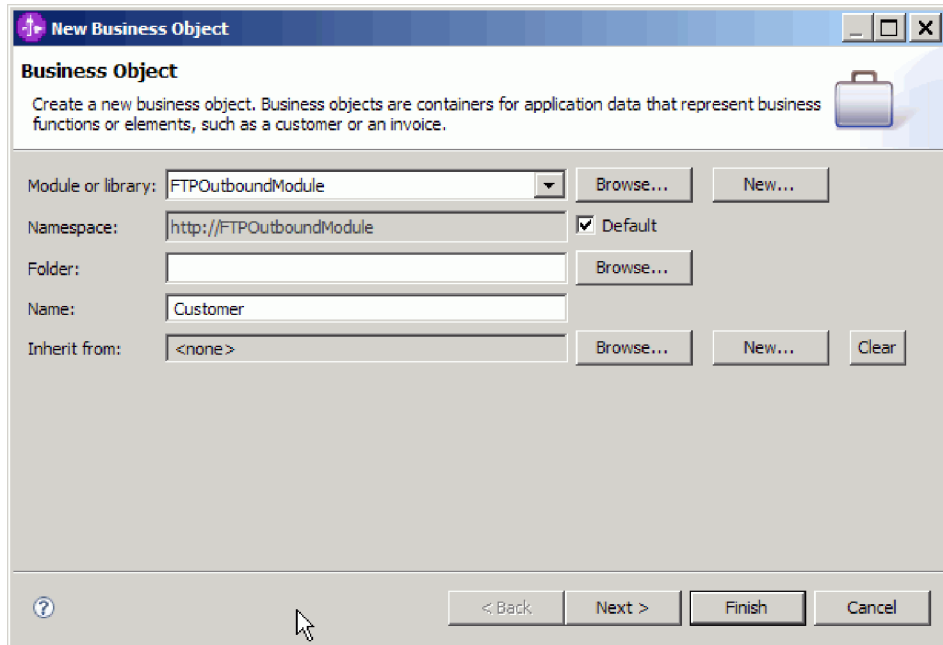 New Business Object
Business Object
Create a new business object. Business objects are containers for application data that represent business
functions or elements, such as a customer or an invoice.
Module or library: FTPOutboundModule Browse... New...
Namespace: http://FTPOutboundModule Default
Folder: Browse...
Name: Customer
Inherit from: <none> Browse... New... Clear
? < Back Next > Finish Cancel